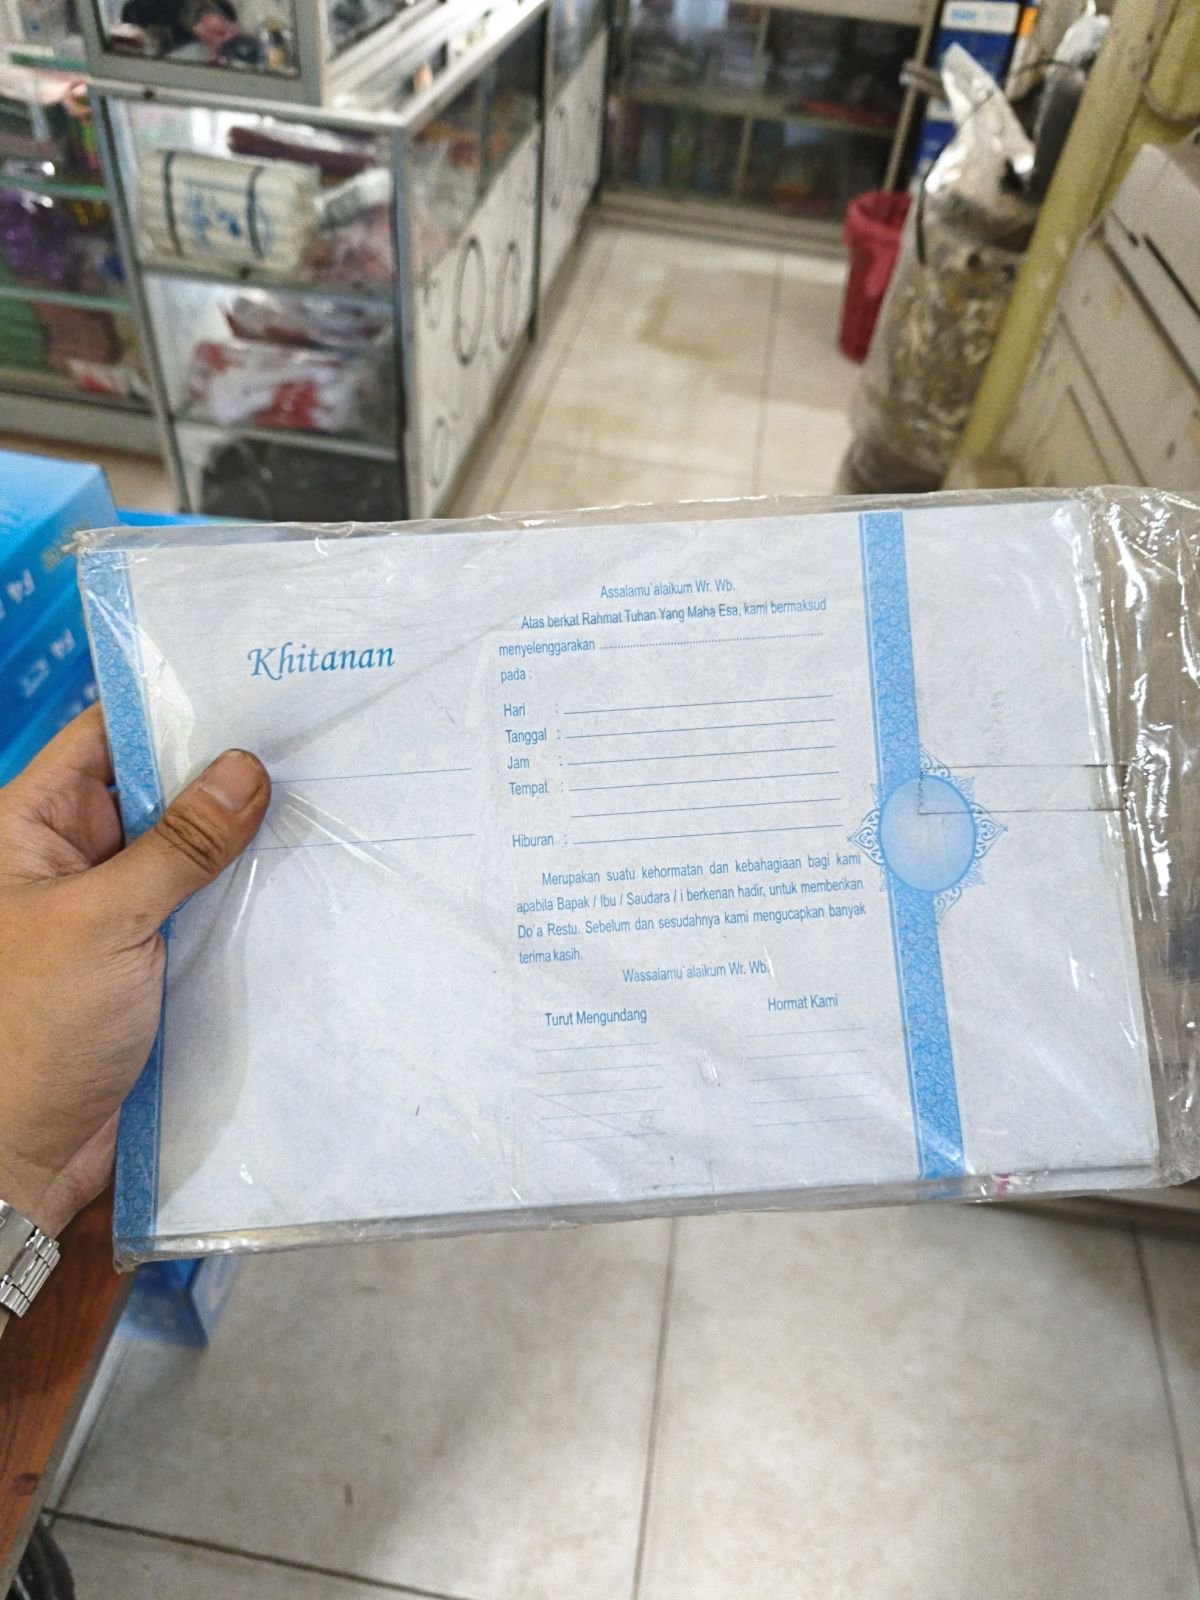 Khitanan
Assalamu`alaikum Wr. Wb.
Atas berkat Rahmat Tuhan Yang Maha Esa, kami bermaksud
menyelenggarakan ........................................................................
pada :
Hari :
Tanggal :
Jam :
Tempat :
Hiburan :
Merupakan suatu kehormatan dan kebahagiaan bagi kami
apabila Bapak / Ibu / Saudara / i berkenan hadir, untuk memberikan
Do`a Restu. Sebelum dan sesudahnya kami mengucapkan banyak
terima kasih.
Wassalamu`alaikum Wr. Wb.
Turut Mengundang
Hormat Kami
F4
F4